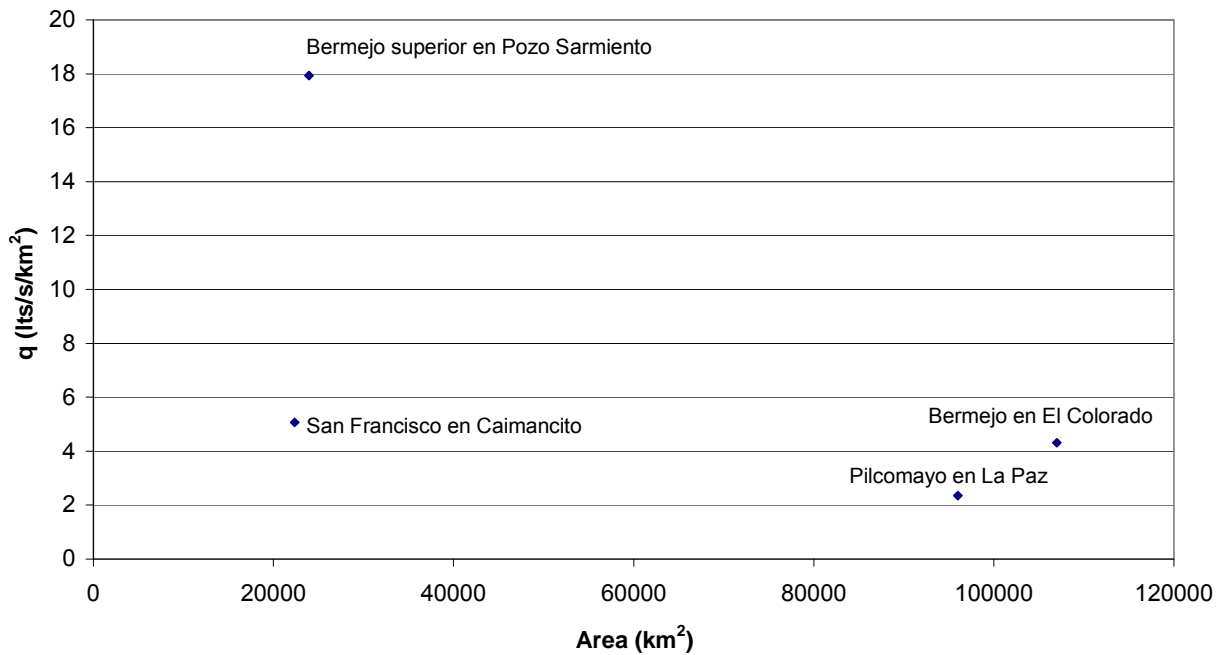 20
18
16
14
12
10
8
6
4
2
0
q (lts/s/km²)
Bermejo superior en Pozo Sarmiento
San Francisco en Caimancito
Bermejo en El Colorado
Pilcomayo en La Paz
0 20000 40000 60000 80000 100000 120000
Area (km²)